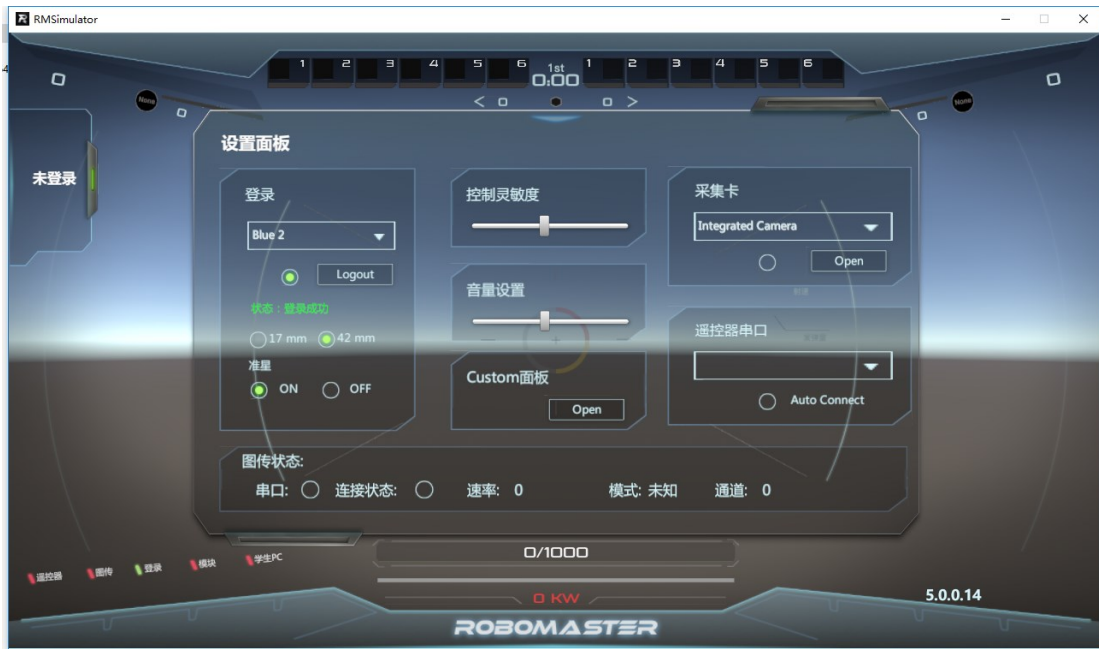 RMSimulator
1 2 3 4 5 6 1st 1 2 3 4 5 6
0:00
None
None
设置面板
未登录
登录
Blue 2
Logout
状态：登录成功
17 mm 42 mm
准星
ON OFF
控制灵敏度
音量设置
Custom面板
Open
采集卡
Integrated Camera
Open
遥控器串口
Auto Connect
图传状态:
串口: 连接状态: 速率: 0 模式: 未知 通道: 0
遥控器 图传 登录 模块 学生PC
0/1000
0 KW
5.0.0.14
ROBOMASTER